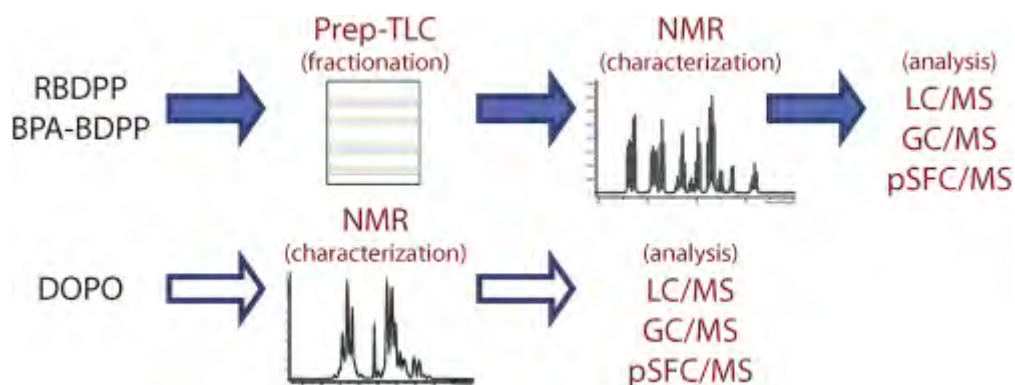 Prep-TLC
(fractionation)
NMR
(characterization)
RBDPP
BPA-BDPP
(analysis)
LC/MS
GC/MS
pSFC/MS
NMR
(characterization)
DOPO
(analysis)
LC/MS
GC/MS
pSFC/MS